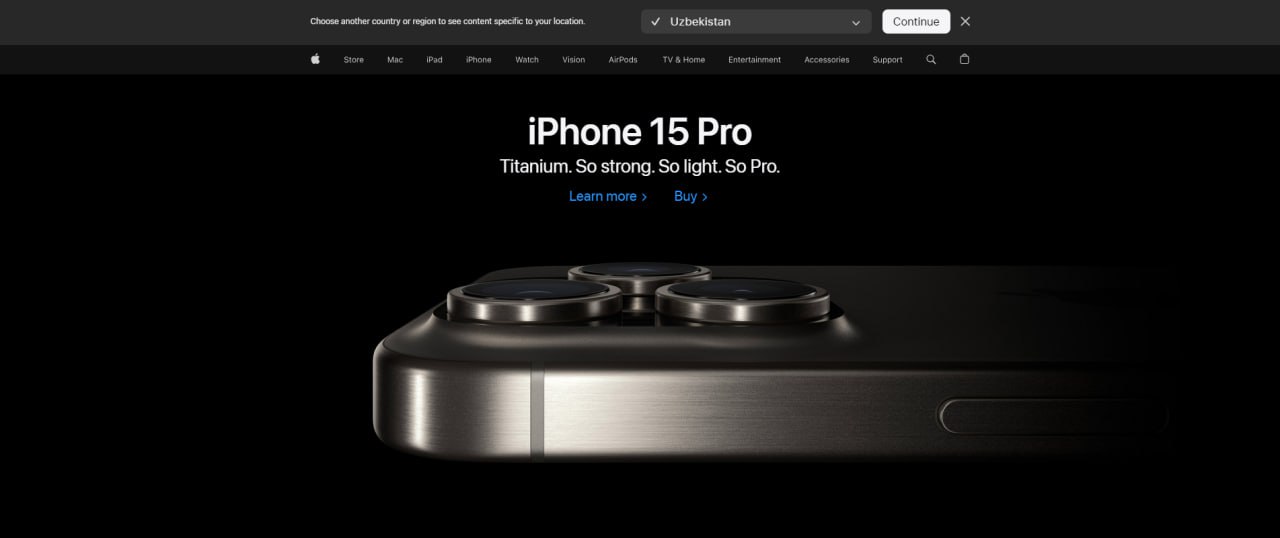 Choose another country or region to see content specific to your location.
Uzbekistan
Continue
Store Mac iPad iPhone Watch Vision AirPods TV & Home Entertainment Accessories Support
iPhone 15 Pro
Titanium. So strong. So light. So Pro.
Learn more Buy